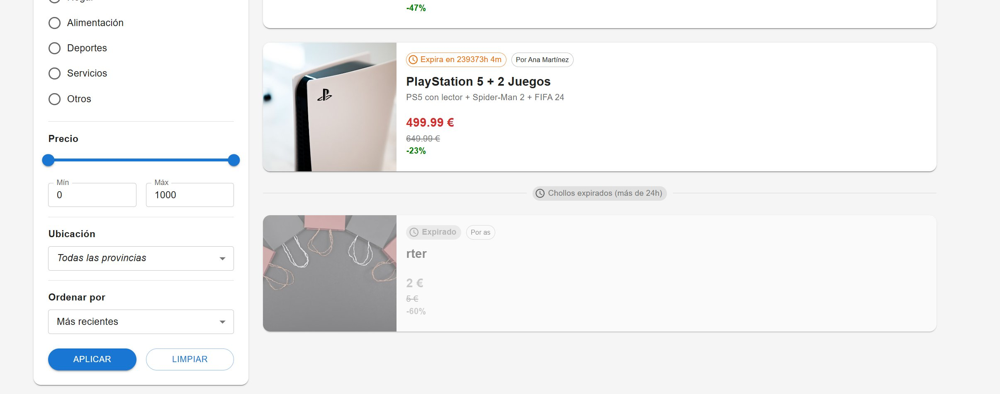 Alimentación
Deportes
Servicios
Otros
Precio
Mín
0
Máx
1000
Ubicación
Todas las provincias
Ordenar por
Más recientes
APLICAR
LIMPIAR
-47%
Expira en 239373h 4m
Por Ana Martínez
PlayStation 5 + 2 Juegos
PS5 con lector + Spider-Man 2 + FIFA 24
499.99 €
649.99 €
-23%
Chollos expirados (más de 24h)
Expirado
Por as
rter
2 €
5 €
-60%